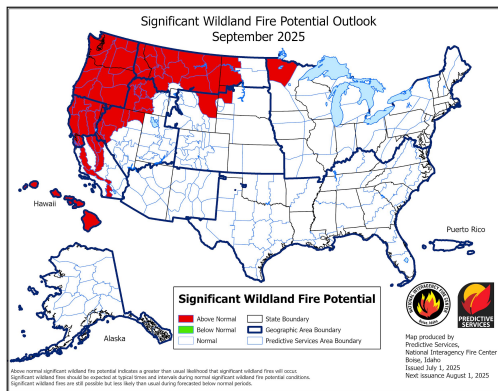 Significant Wildland Fire Potential Outlook
September 2025
Hawaii
Puerto Rico
Alaska
Significant Wildland Fire Potential
Above Normal
Below Normal
Normal
State Boundary
Geographic Area Boundary
Predictive Services Area Boundary
NATIONAL INTERAGENCY FIRE CENTER
PREDICTIVE
SERVICES
Map produced by
Predictive Services,
National Interagency Fire Center
Boise, Idaho
Issued July 1, 2025
Next issuance August 1, 2025
Above normal significant wildland fire potential indicates a greater than usual likelihood that significant wildland fires will occur.
Significant wildland fires should be expected at typical times and intervals during normal significant wildland fire potential conditions.
Significant wildland fires are still possible but less likely than usual during forecasted below normal periods.